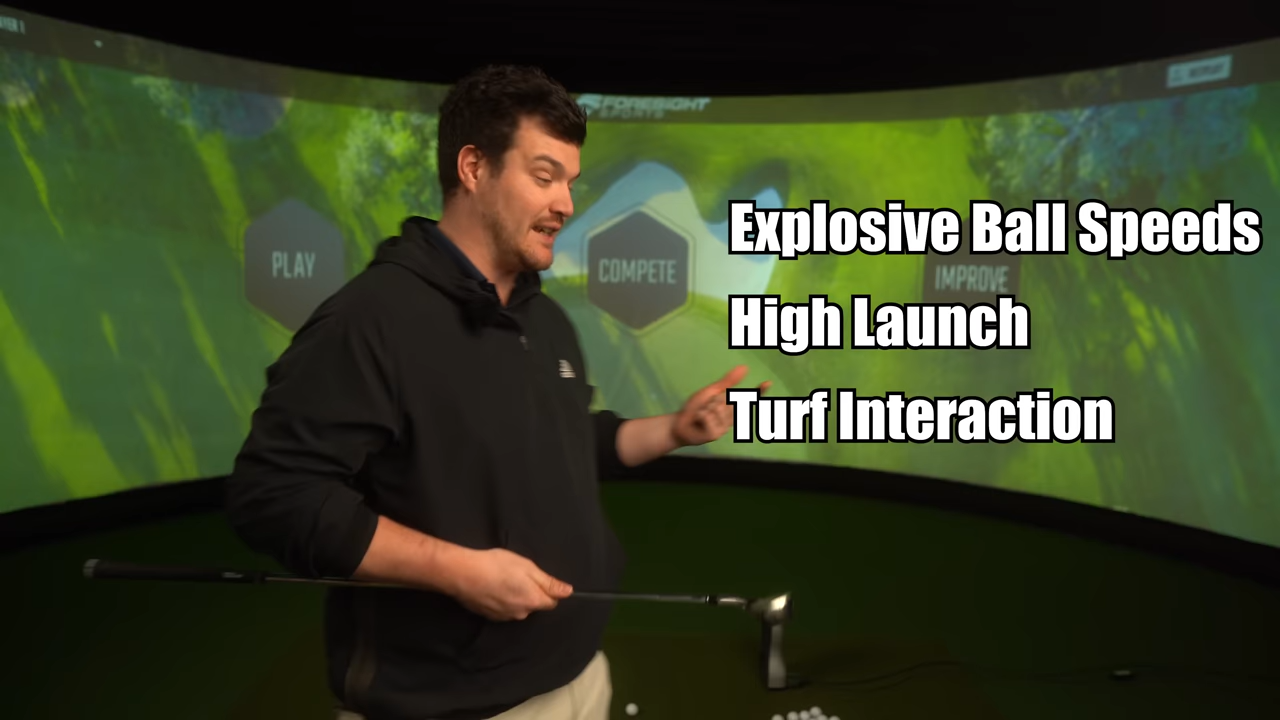 FORESIGHT
SPORTS
PLAY
COMPETE
IMPROVE
Explosive Ball Speeds
High Launch
Turf Interaction